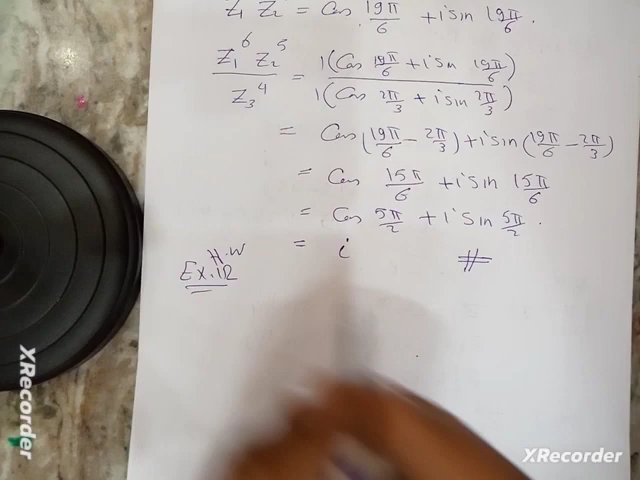 Z₁⁶ Z₂⁵ = Cos 19π/6 + i sin 19π/6.
Z₁⁶ Z₂⁵ / Z₃⁴ = 1(Cos 19π/6 + i sin 19π/6) / 1(Cos 2π/3 + i sin 2π/3)
= Cos (19π/6 - 2π/3) + i sin (19π/6 - 2π/3)
= Cos 15π/6 + i sin 15π/6
= Cos 5π/2 + i sin 5π/2.
= i #
H.W
Ex.12
XRecorder
XRecorder